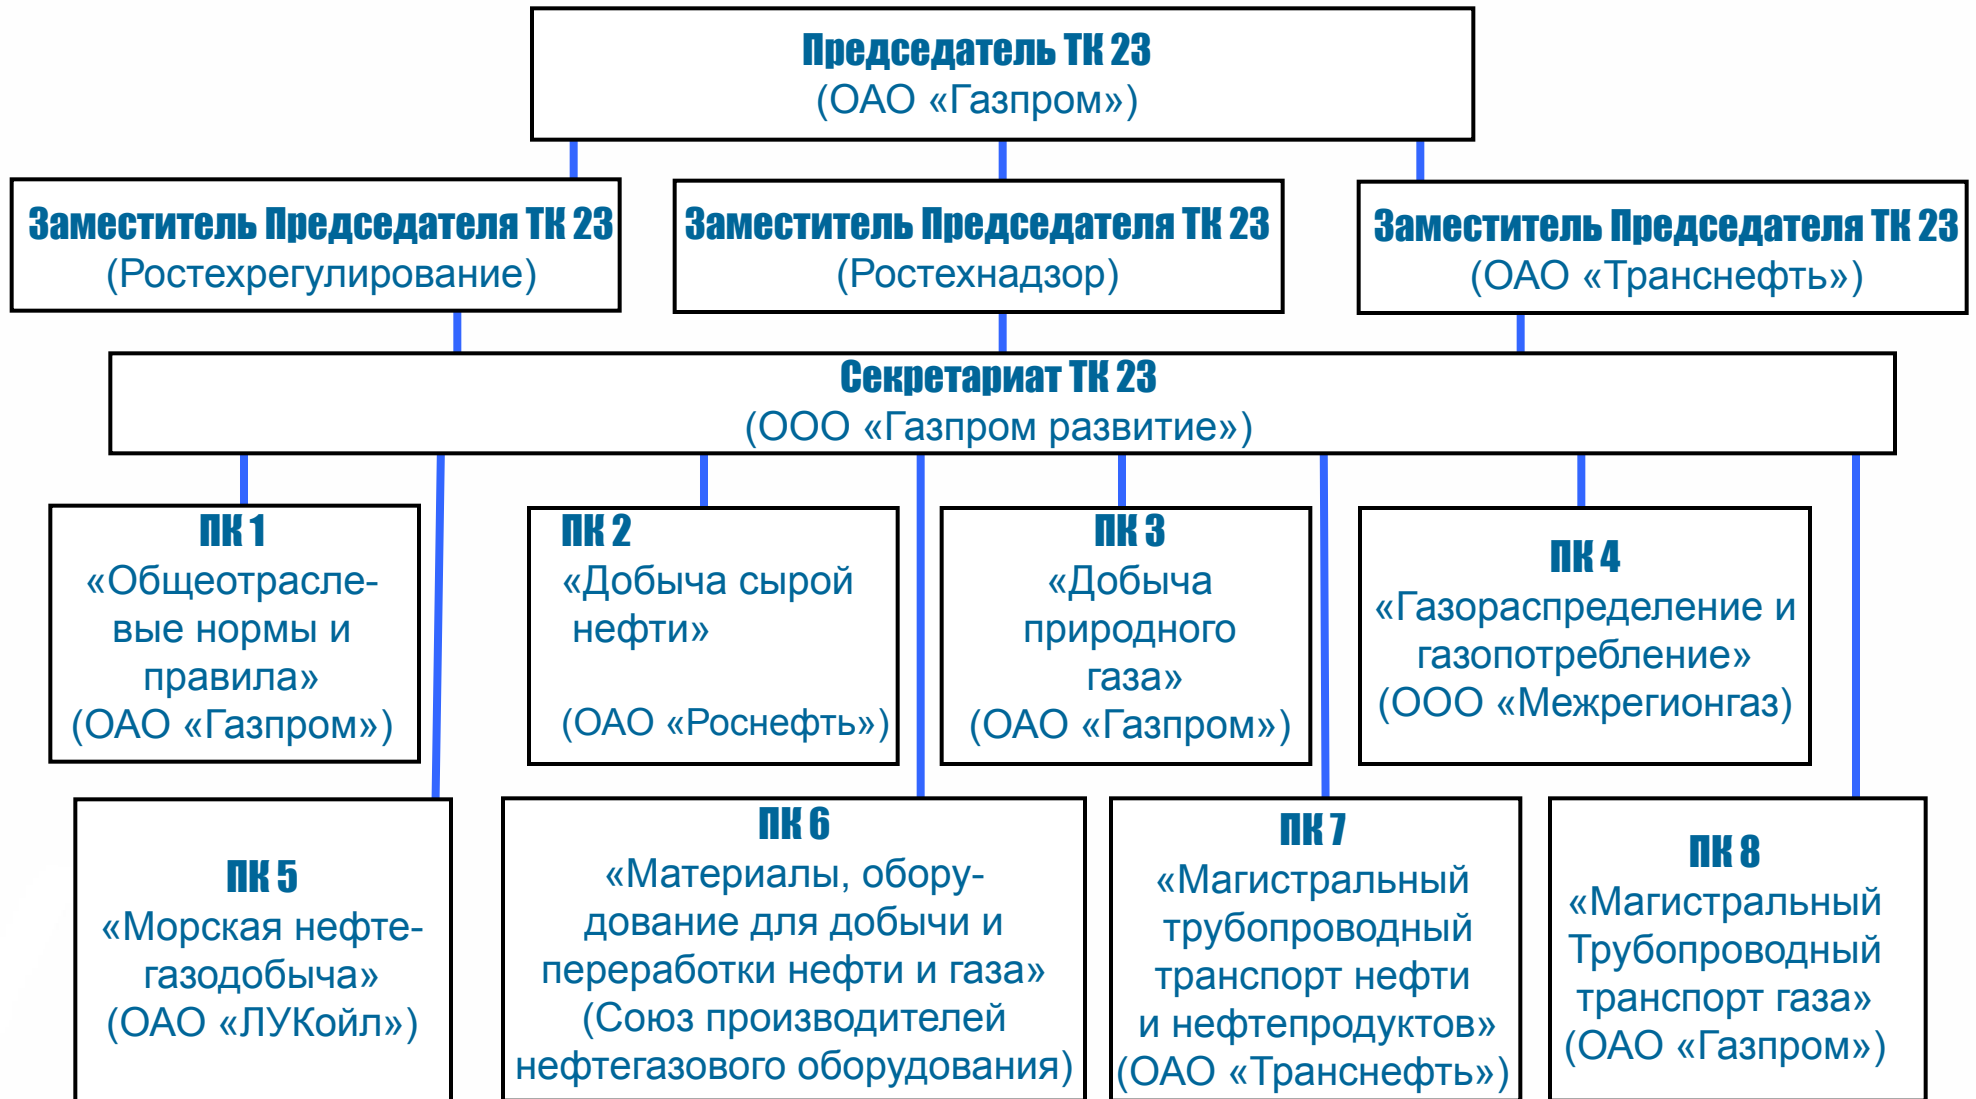 Председатель ТК 23
(ОАО «Газпром»)
Заместитель Председателя ТК 23
(Ростехрегулирование)
Заместитель Председателя ТК 23
(Ростехнадзор)
Заместитель Председателя ТК 23
(ОАО «Транснефть»)
Секретариат ТК 23
(ООО «Газпром развитие»)
ПК 1
«Общеотрасле-
вые нормы и
правила»
(ОАО «Газпром»)
ПК 2
«Добыча сырой
нефти»
(ОАО «Роснефть»)
ПК 3
«Добыча
природного
газа»
(ОАО «Газпром»)
ПК 4
«Газораспределение и
газопотребление»
(ООО «Межрегионгаз)
ПК 5
«Морская нефте-
газодобыча»
(ОАО «ЛУКойл»)
ПК 6
«Материалы, обору-
дование для добычи и
переработки нефти и газа»
(Союз производителей
нефтегазового оборудования)
ПК 7
«Магистральный
трубопроводный
транспорт нефти
и нефтепродуктов»
(ОАО «Транснефть»)
ПК 8
«Магистральный
Трубопроводный
транспорт газа»
(ОАО «Газпром»)